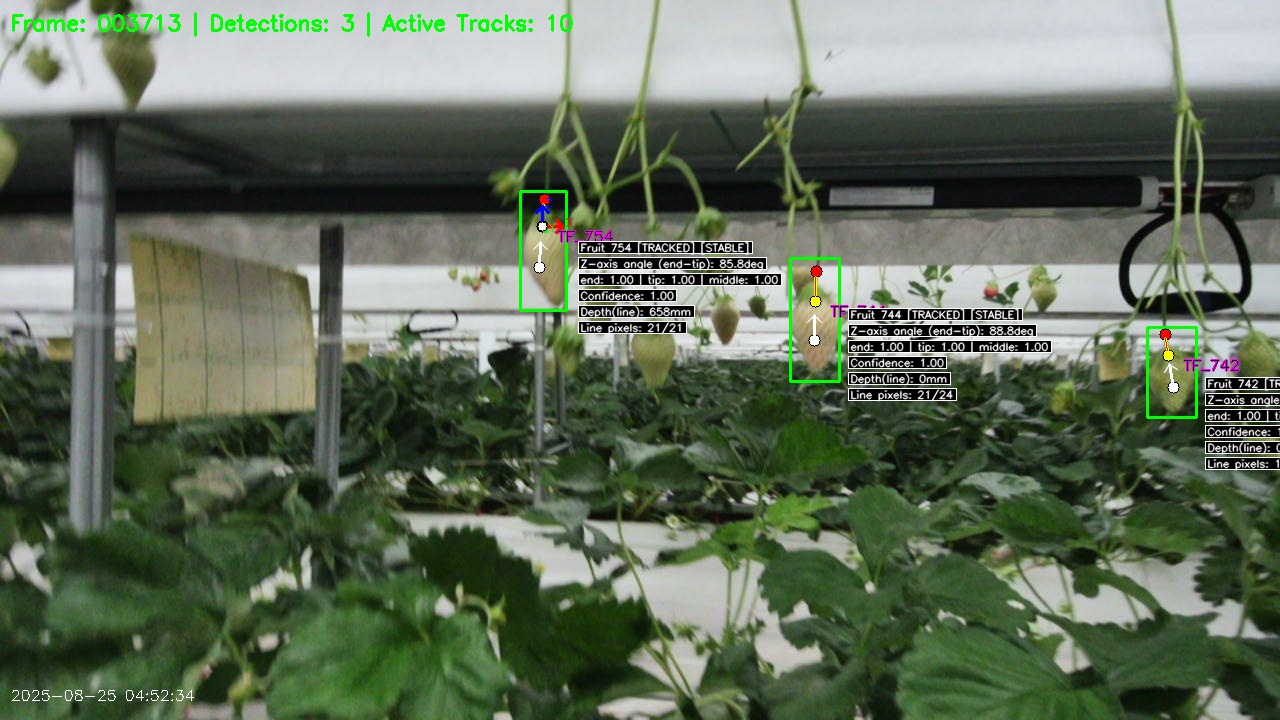 Frame: 003713 | Detections: 3 | Active Tracks: 10
TF_754
Fruit 754 [TRACKED] [STABLE]
Z-axis angle (end-tip): 85.8deg
end: 1.00 | tip: 1.00 | middle: 1.00
Confidence: 1.00
Depth(line): 658mm
Line pixels: 21/21
Fruit 744 [TRACKED] [STABLE]
Z-axis angle (end-tip): 88.8deg
end: 1.00 | tip: 1.00 | middle: 1.00
Confidence: 1.00
Depth(line): 0mm
Line pixels: 21/24
TF_742
Fruit 742 [TR
Z-axis angle
end: 1.00 |
Confidence:
Depth(line):
Line pixels:
2025-08-25 04:52:34